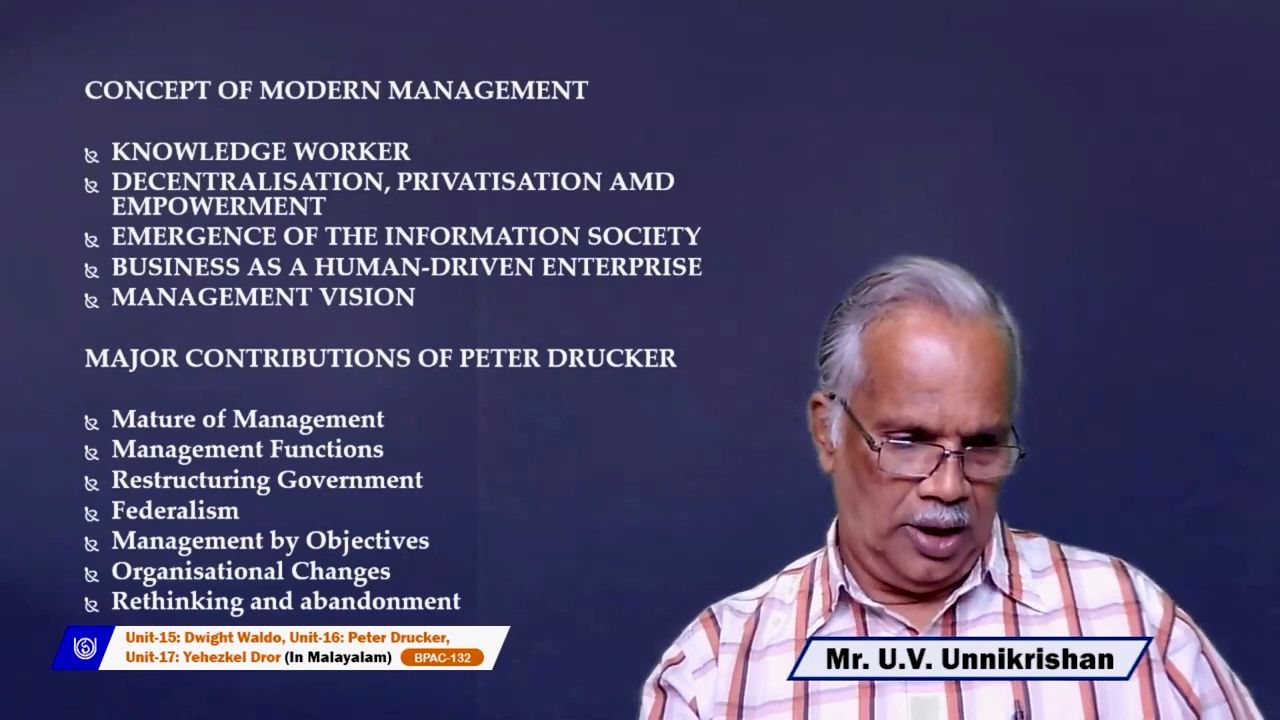 CONCEPT OF MODERN MANAGEMENT
KNOWLEDGE WORKER
DECENTRALISATION, PRIVATISATION AMD
EMPOWERMENT
EMERGENCE OF THE INFORMATION SOCIETY
BUSINESS AS A HUMAN-DRIVEN ENTERPRISE
MANAGEMENT VISION
MAJOR CONTRIBUTIONS OF PETER DRUCKER
Mature of Management
Management Functions
Restructuring Government
Federalism
Management by Objectives
Organisational Changes
Rethinking and abandonment
Unit-15: Dwight Waldo, Unit-16: Peter Drucker,
Unit-17: Yehezkel Dror (In Malayalam) BPAC-132
Mr. U.V. Unnikrishan